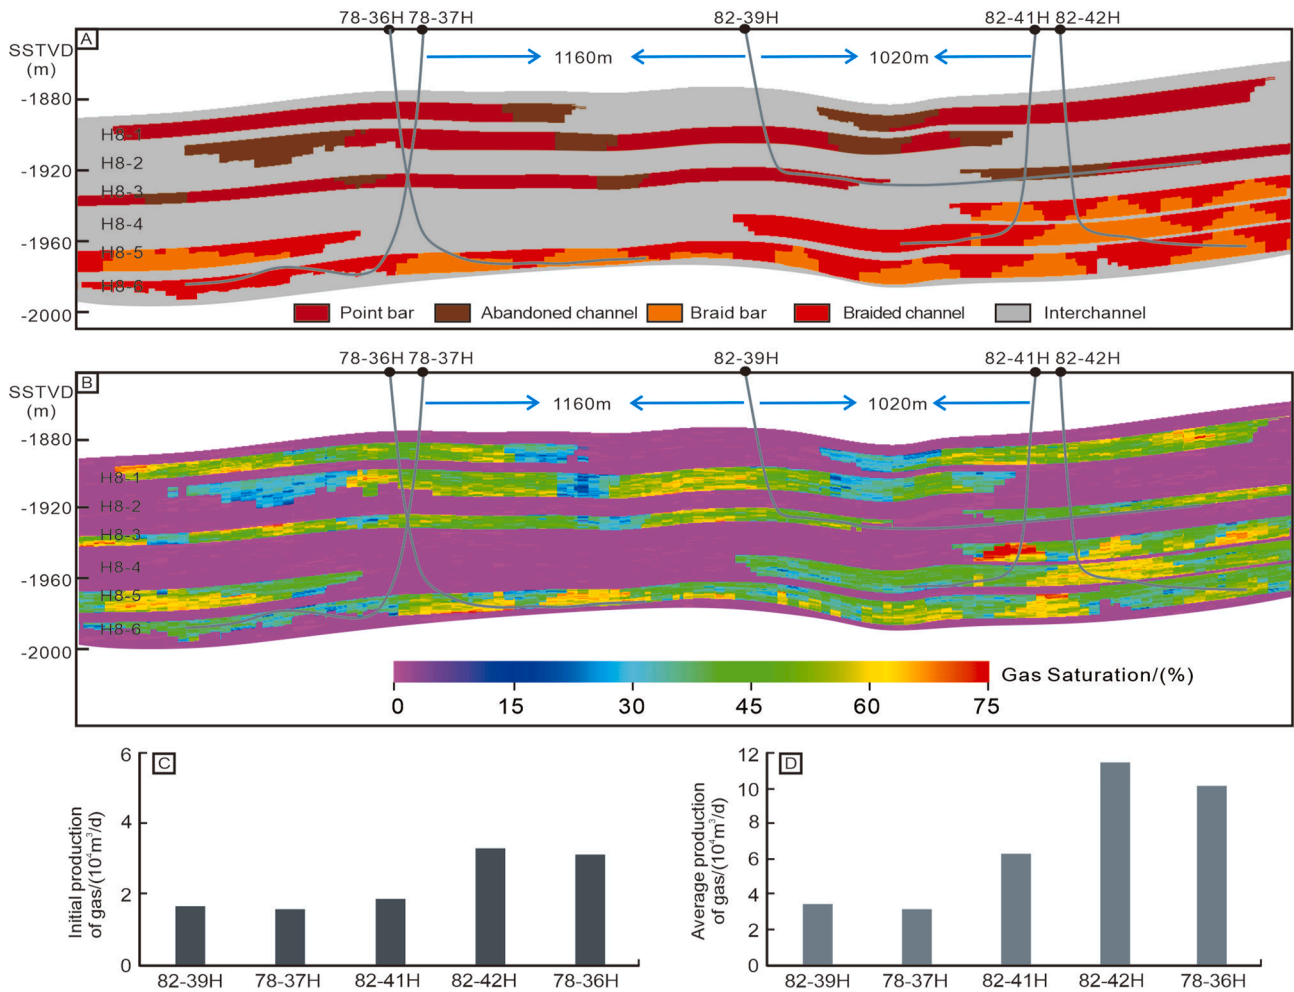 78-36H 78-37H 82-39H 82-41H 82-42H
A
SSTVD
(m)
1160m 1020m
-1880
H8-1
H8-2
-1920
H8-3
H8-4
-1960
H8-5
H8-6
-2000
Point bar Abandoned channel Braid bar Braided channel Interchannel
78-36H 78-37H 82-39H 82-41H 82-42H
B
SSTVD
(m)
1160m 1020m
-1880
H8-1
H8-2
-1920
H8-3
H8-4
-1960
H8-5
H8-6
-2000
Gas Saturation/(%)
0 15 30 45 60 75
C
Initial production
of gas/(10⁴m³/d)
6
4
2
0
82-39H 78-37H 82-41H 82-42H 78-36H
D
Average production
of gas/(10⁴m³/d)
12
10
8
6
4
2
0
82-39H 78-37H 82-41H 82-42H 78-36H